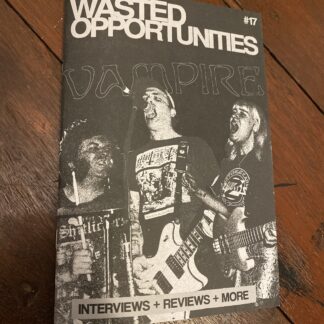 WASTED
OPPORTUNITIES
#17
VAMPIRE
INTERVIEWS + REVIEWS + MORE